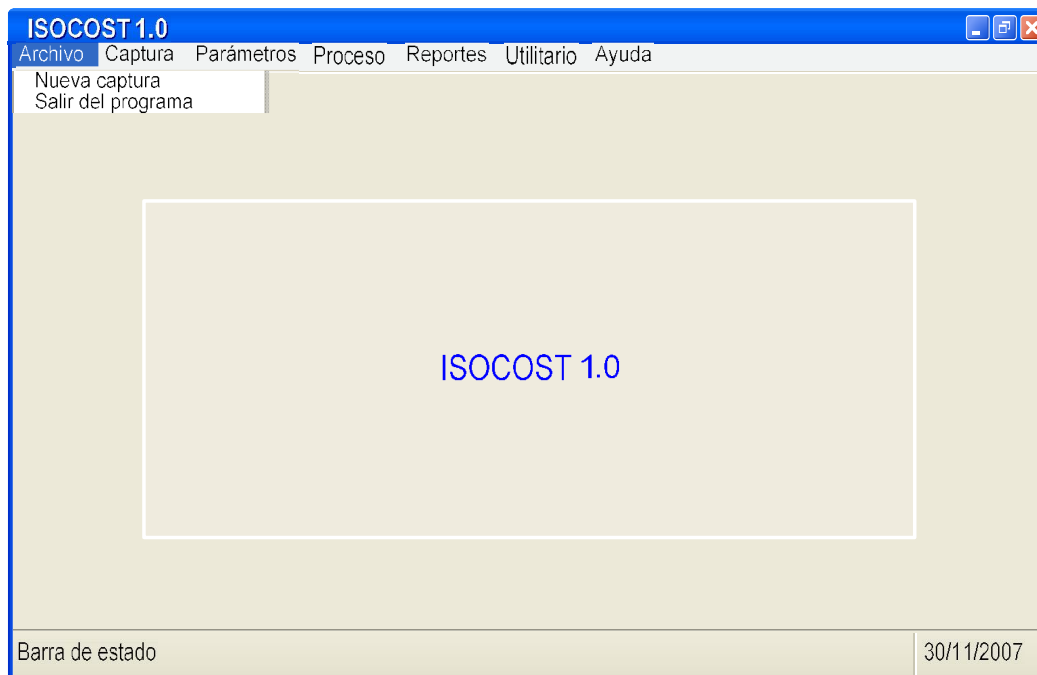 ISOCOST 1.0
Archivo Captura Parámetros Proceso Reportes Utilitario Ayuda
Nueva captura
Salir del programa
ISOCOST 1.0
Barra de estado 30/11/2007